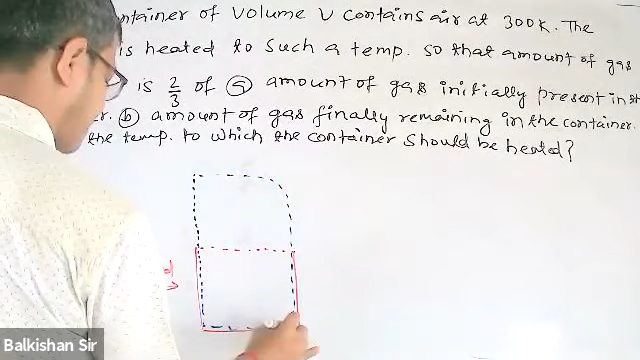 ntainer of volume V contains air at 300K. The
is heated to such a temp. so that amount of gas
is 2/3 of (a) amount of gas initially present in
r. (b) amount of gas finally remaining in the container.
the temp. to which the container should be heated?
Balkishan Sir